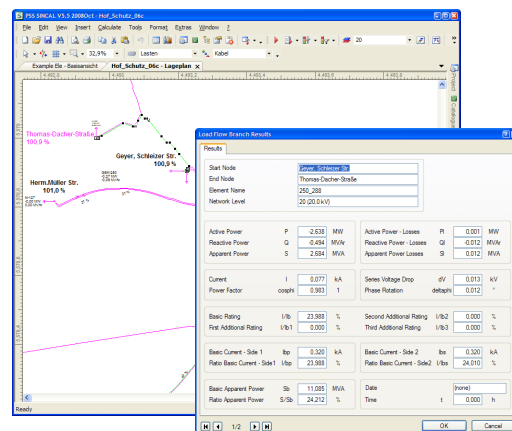 PSS SINCAL V5.5 2008Oct - Hof_Schutz_06c
File Edit View Insert Calculate Tools Format Extras Window ?
20
32,9% Lasten Kabel
Example Ele - Basisansicht Hof_Schutz_06c - Lageplan x
Project
Thomas-Dacher-Straße
100,9 %
Geyer, Schleizer Str.
100,9 %
Herm.Müller Str.
101,0 %
Ready
Load Flow Branch Results
Results
Start Node Geyer, Schleizer Str.
End Node Thomas-Dacher-Straße
Element Name 250_288
Network Level 20 (20,0 kV)
Active Power P -2,638 MW Active Power - Losses Pl 0,001 MW
Reactive Power Q -0,494 MVAr Reactive Power - Losses Ql -0,012 MVAr
Apparent Power S 2,684 MVA Apparent Power Losses Sl 0,012 MVA
Current I 0,077 kA Series Voltage Drop dV 0,013 kV
Power Factor cosphi 0,983 1 Phase Rotation deltaphi 0,012 °
Basic Rating I/Ib 23,988 % Second Additional Rating I/Ib2 0,000 %
First Additional Rating I/Ib1 0,000 % Third Additional Rating I/Ib3 0,000 %
Basic Current - Side 1 Ibp 0,320 kA Basic Current - Side 2 Ibs 0,320 kA
Ratio Basic Current - Side1 I/Ibp 23,988 % Ratio Basic Current - Side2 I/Ibs 24,010 %
Basic Apparent Power Sb 11,085 MVA Date (none)
Ratio Apparent Power S/Sb 24,212 % Time t 0,000 h
1/2 OK Cancel